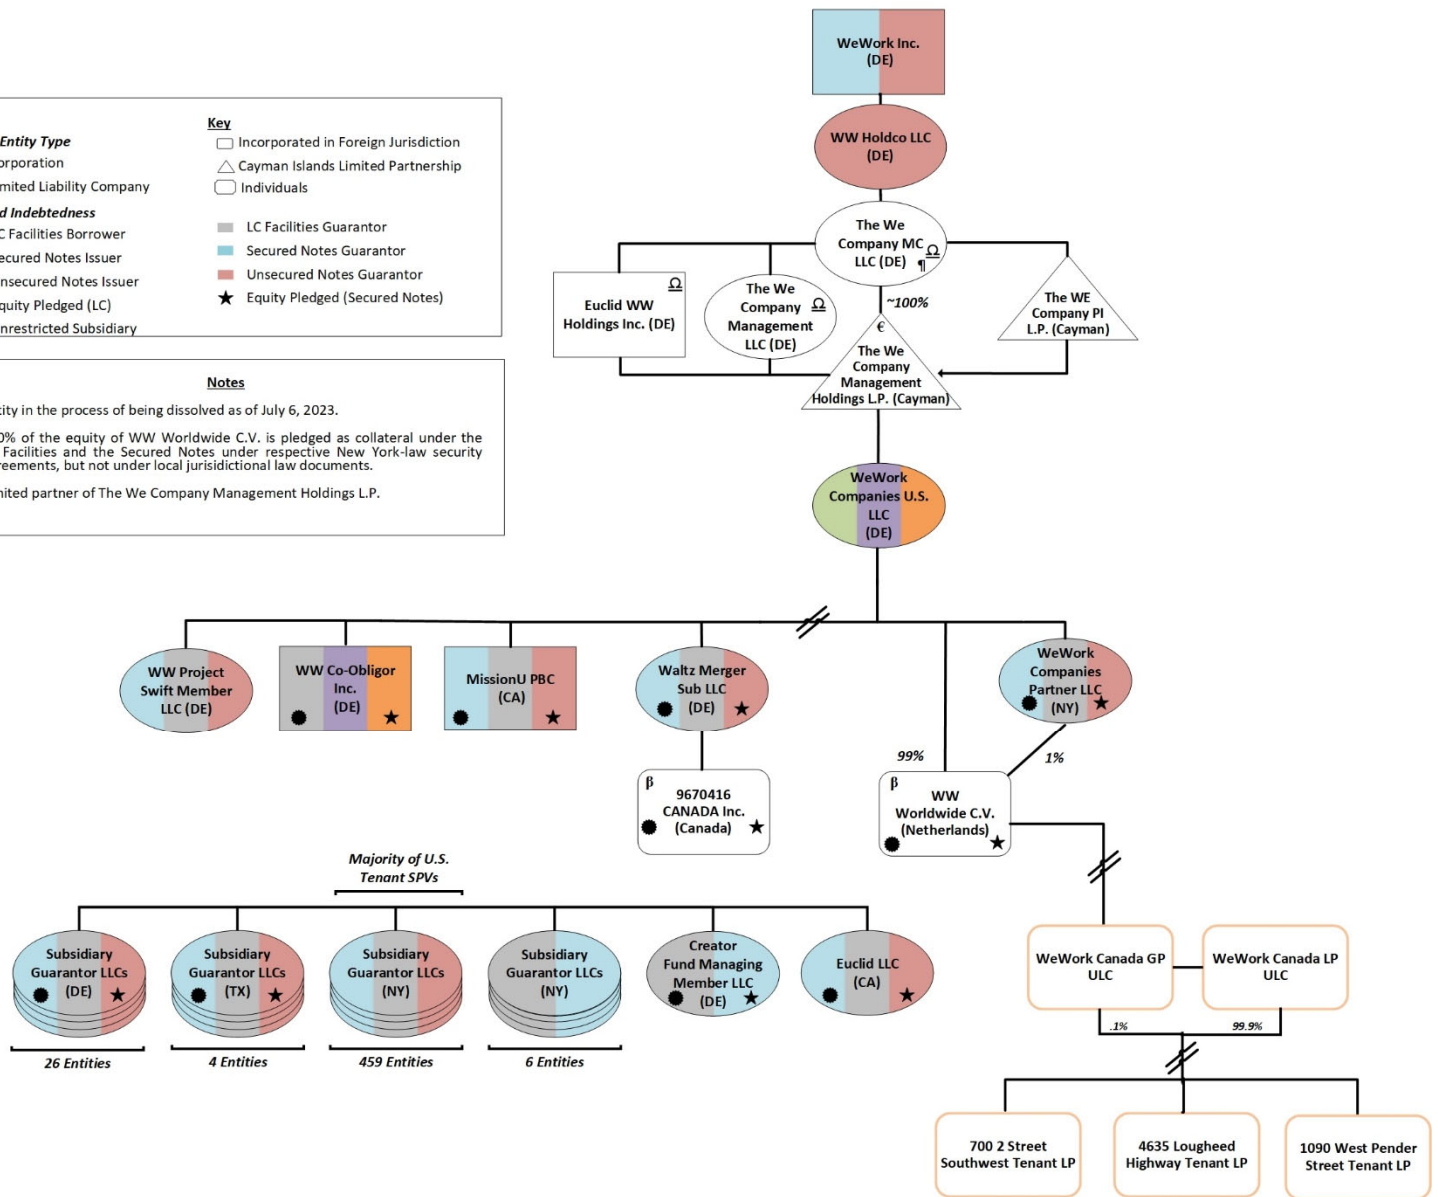 WeWork Inc.
(DE)
WW Holdco LLC
(DE)
Entity Type
orporation
mited Liability Company
d Indebtedness
C Facilities Borrower
ecured Notes Issuer
nsecured Notes Issuer
quity Pledged (LC)
nrestricted Subsidiary
Key
Incorporated in Foreign Jurisdiction
Cayman Islands Limited Partnership
Individuals
LC Facilities Guarantor
Secured Notes Guarantor
Unsecured Notes Guarantor
★ Equity Pledged (Secured Notes)
Notes
tity in the process of being dissolved as of July 6, 2023.
0% of the equity of WW Worldwide C.V. is pledged as collateral under the
Facilities and the Secured Notes under respective New York-law security
reements, but not under local jurisidictional law documents.
mited partner of The We Company Management Holdings L.P.
The We
Company MC
LLC (DE)
Ω
¶
Euclid WW
Holdings Inc. (DE)
Ω
The We
Company
Management
LLC (DE)
Ω
~100%
The WE
Company PI
L.P. (Cayman)
€
The We
Company
Management
Holdings L.P. (Cayman)
WeWork
Companies U.S.
LLC
(DE)
WW Project
Swift Member
LLC (DE)
WW Co-Obligor
Inc.
(DE)
★
MissionU PBC
(CA)
★
Waltz Merger
Sub LLC
(DE)
★
WeWork
Companies
Partner LLC
(NY)
★
99%
1%
β
9670416
CANADA Inc.
(Canada)
★
β
WW
Worldwide C.V.
(Netherlands)
★
Majority of U.S.
Tenant SPVs
Subsidiary
Guarantor LLCs
(DE)
★
26 Entities
Subsidiary
Guarantor LLCs
(TX)
★
4 Entities
Subsidiary
Guarantor LLCs
(NY)
459 Entities
Subsidiary
Guarantor LLCs
(NY)
6 Entities
Creator
Fund Managing
Member LLC
(DE)
★
Euclid LLC
(CA)
★
WeWork Canada GP
ULC
WeWork Canada LP
ULC
.1%
99.9%
700 2 Street
Southwest Tenant LP
4635 Lougheed
Highway Tenant LP
1090 West Pender
Street Tenant LP